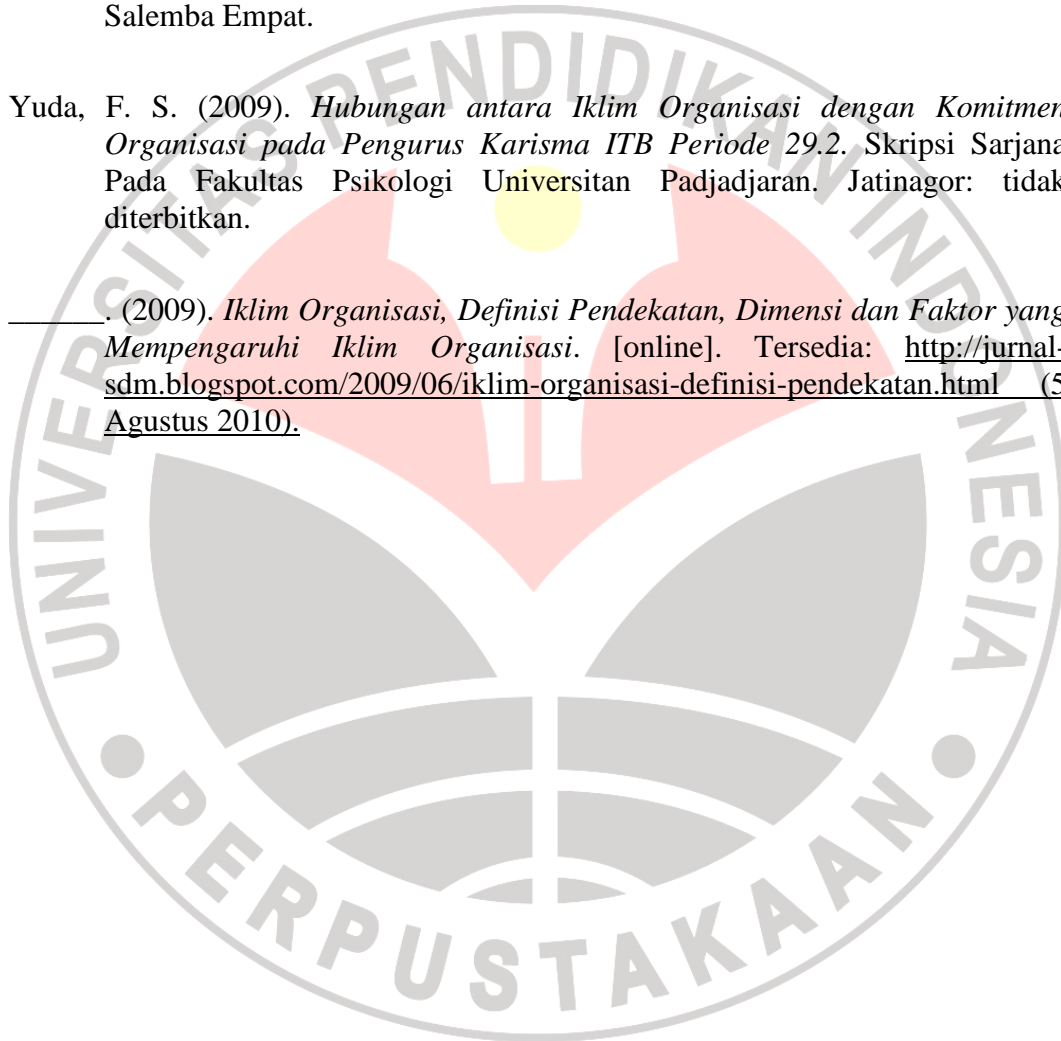 Salemba Empat.
Yuda, F. S. (2009). Hubungan antara Iklim Organisasi dengan Komitmen
Organisasi pada Pengurus Karisma ITB Periode 29.2. Skripsi Sarjana
Pada Fakultas Psikologi Universitan Padjadjaran. Jatinagor: tidak
diterbitkan.
______. (2009). Iklim Organisasi, Definisi Pendekatan, Dimensi dan Faktor yang
Mempengaruhi Iklim Organisasi. [online]. Tersedia: http://jurnal-
sdm.blogspot.com/2009/06/iklim-organisasi-definisi-pendekatan.html (5
Agustus 2010).
UNIVERSITAS PENDIDIKAN INDONESIA
PERPUSTAKAAN